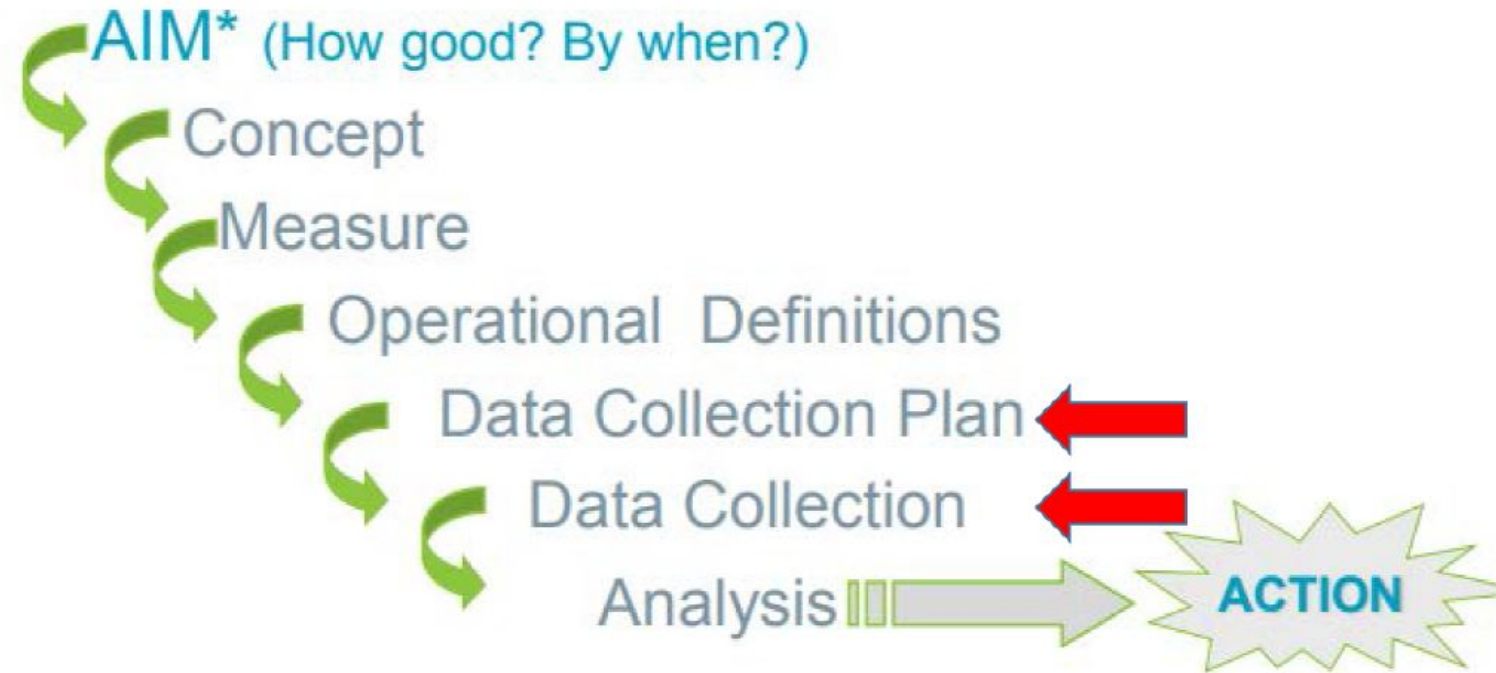 AIM* (How good? By when?)
Concept
Measure
Operational Definitions
Data Collection Plan
Data Collection
Analysis
ACTION